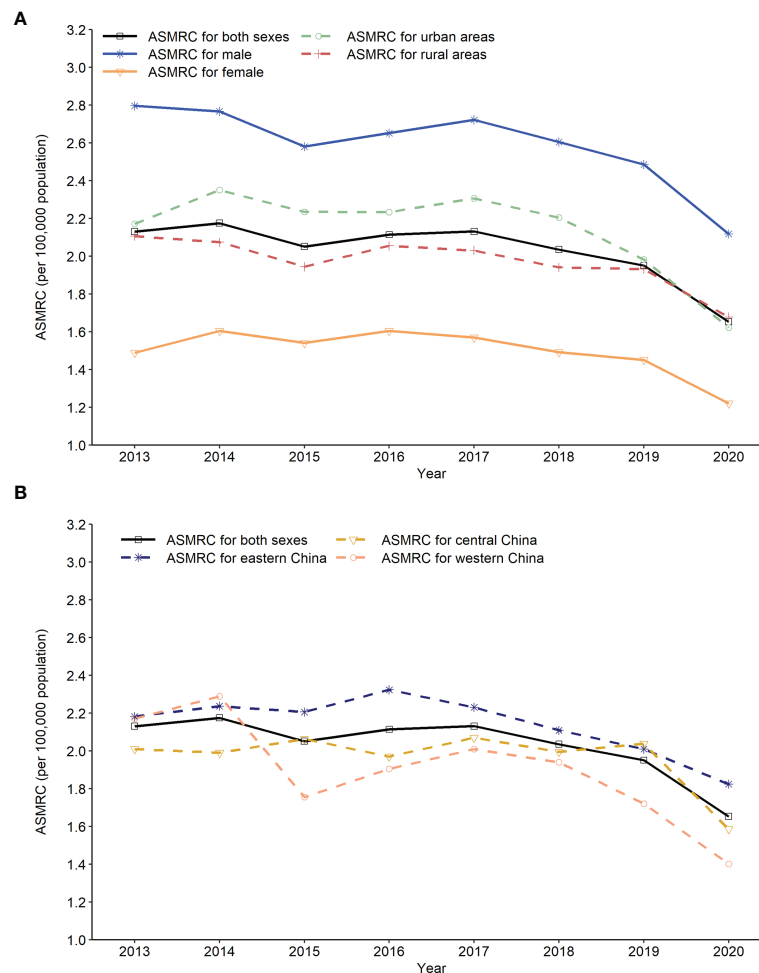 A
ASMRC for both sexes
ASMRC for urban areas
ASMRC for male
ASMRC for rural areas
ASMRC for female
ASMRC (per 100,000 population)
3.2
3.0
2.8
2.6
2.4
2.2
2.0
1.8
1.6
1.4
1.2
1.0
2013 2014 2015 2016 2017 2018 2019 2020
Year
B
ASMRC for both sexes
ASMRC for central China
ASMRC for eastern China
ASMRC for western China
ASMRC (per 100,000 population)
3.2
3.0
2.8
2.6
2.4
2.2
2.0
1.8
1.6
1.4
1.2
1.0
2013 2014 2015 2016 2017 2018 2019 2020
Year